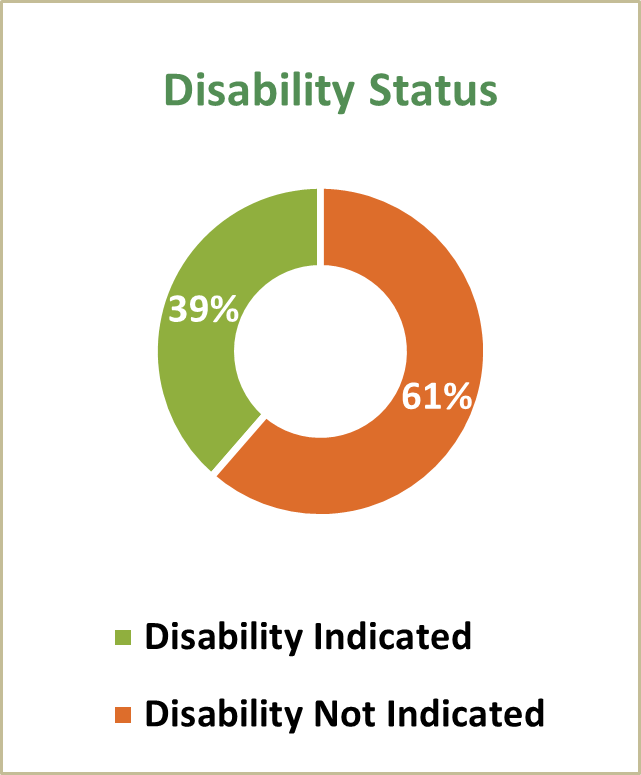 Disability Status
39%
61%
Disability Indicated
Disability Not Indicated